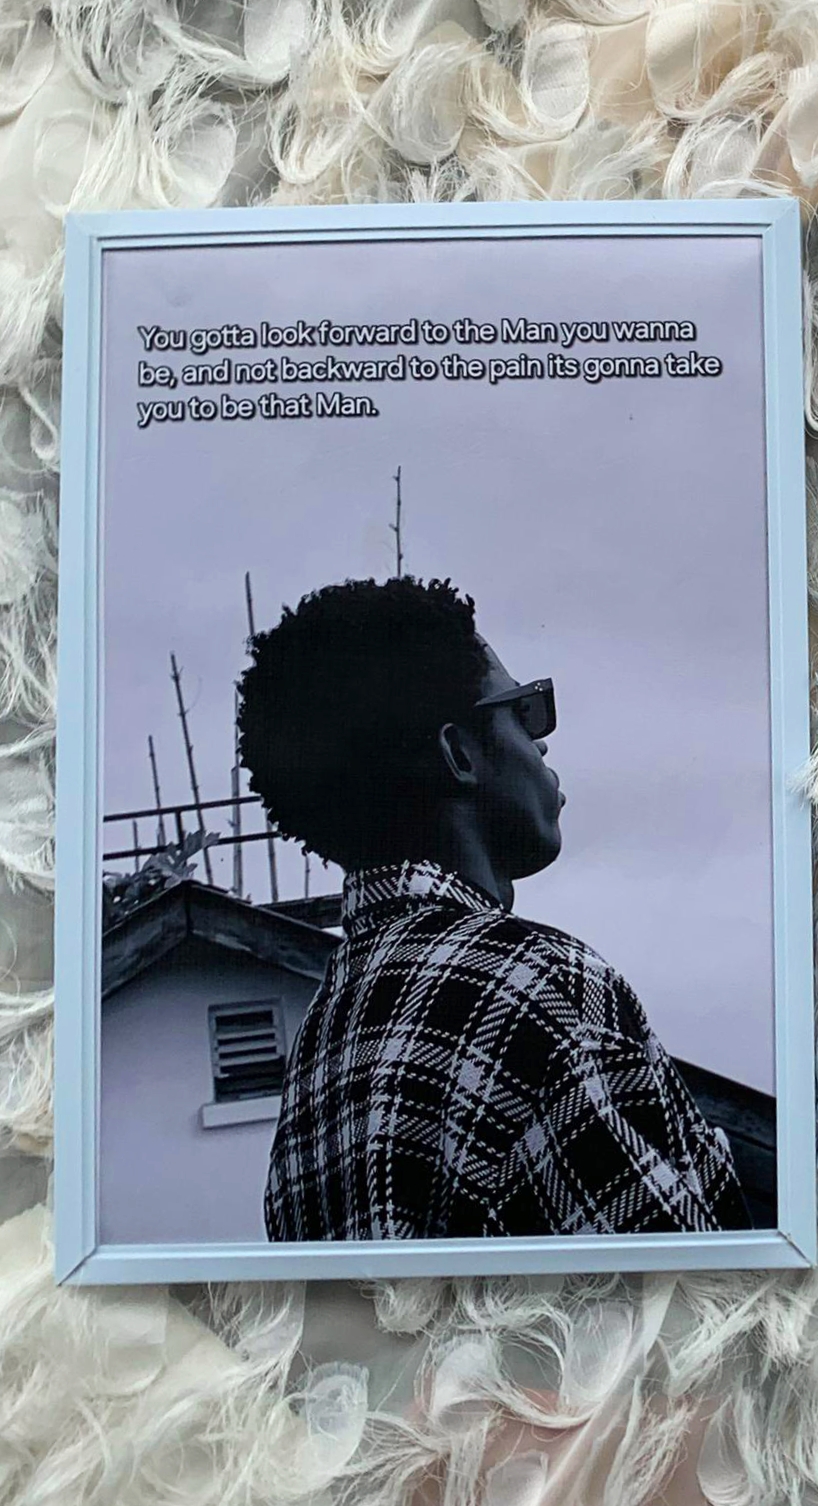 You gotta look forward to the Man you wanna
be, and not backward to the pain its gonna take
you to be that Man.